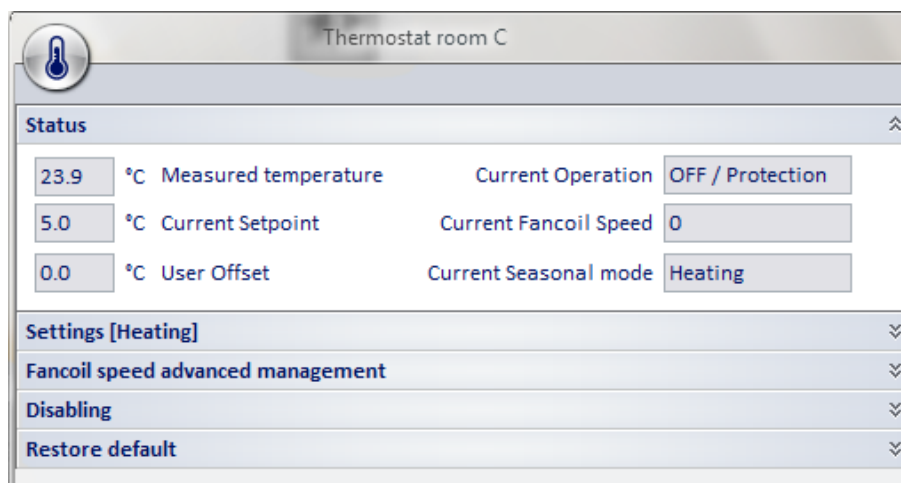 Thermostat room C
Status
23.9 °C Measured temperature Current Operation OFF / Protection
5.0 °C Current Setpoint Current Fancoil Speed 0
0.0 °C User Offset Current Seasonal mode Heating
Settings [Heating]
Fancoil speed advanced management
Disabling
Restore default